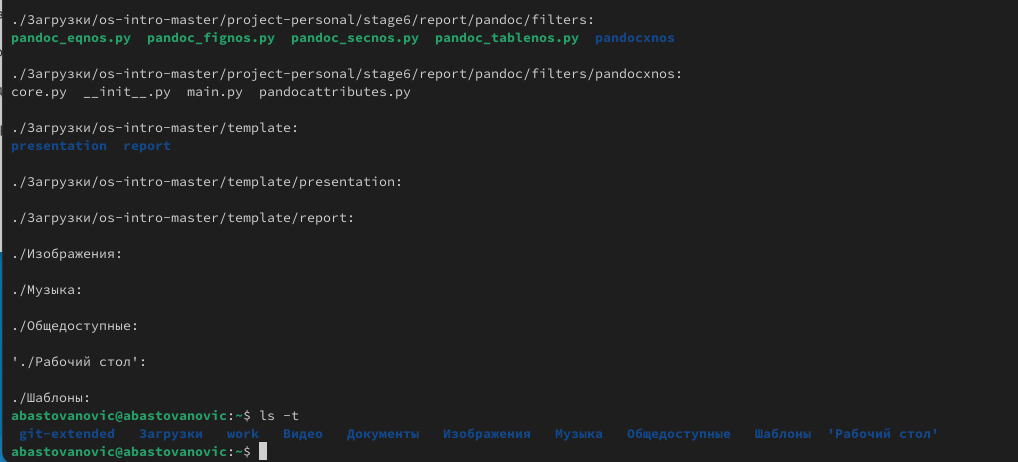 ./Загрузки/os-intro-master/project-personal/stage6/report/pandoc/filters:
pandoc_eqnos.py  pandoc_fignos.py  pandoc_secnos.py  pandoc_tablenos.py  pandocxnos
./Загрузки/os-intro-master/project-personal/stage6/report/pandoc/filters/pandocxnos:
core.py  __init__.py  main.py  pandocattributes.py
./Загрузки/os-intro-master/template:
presentation  report
./Загрузки/os-intro-master/template/presentation:
./Загрузки/os-intro-master/template/report:
./Изображения:
./Музыка:
./Общедоступные:
'./Рабочий стол':
./Шаблоны:
abastovanovic@abastovanovic:~$ ls -t
git-extended   Загрузки   work   Видео   Документы   Изображения   Музыка   Общедоступные   Шаблоны  'Рабочий стол'
abastovanovic@abastovanovic:~$